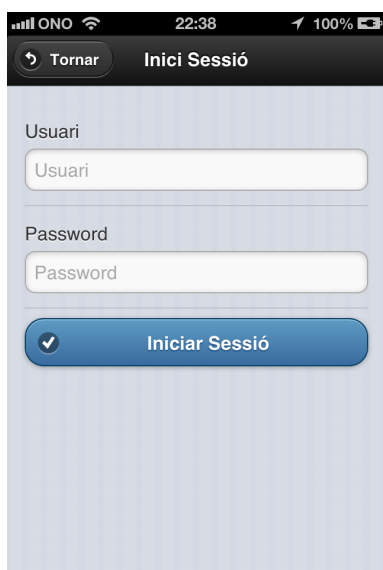 ONO 22:38 100%
Tornar Inici Sessió
Usuari
Usuari
Password
Password
Iniciar Sessió